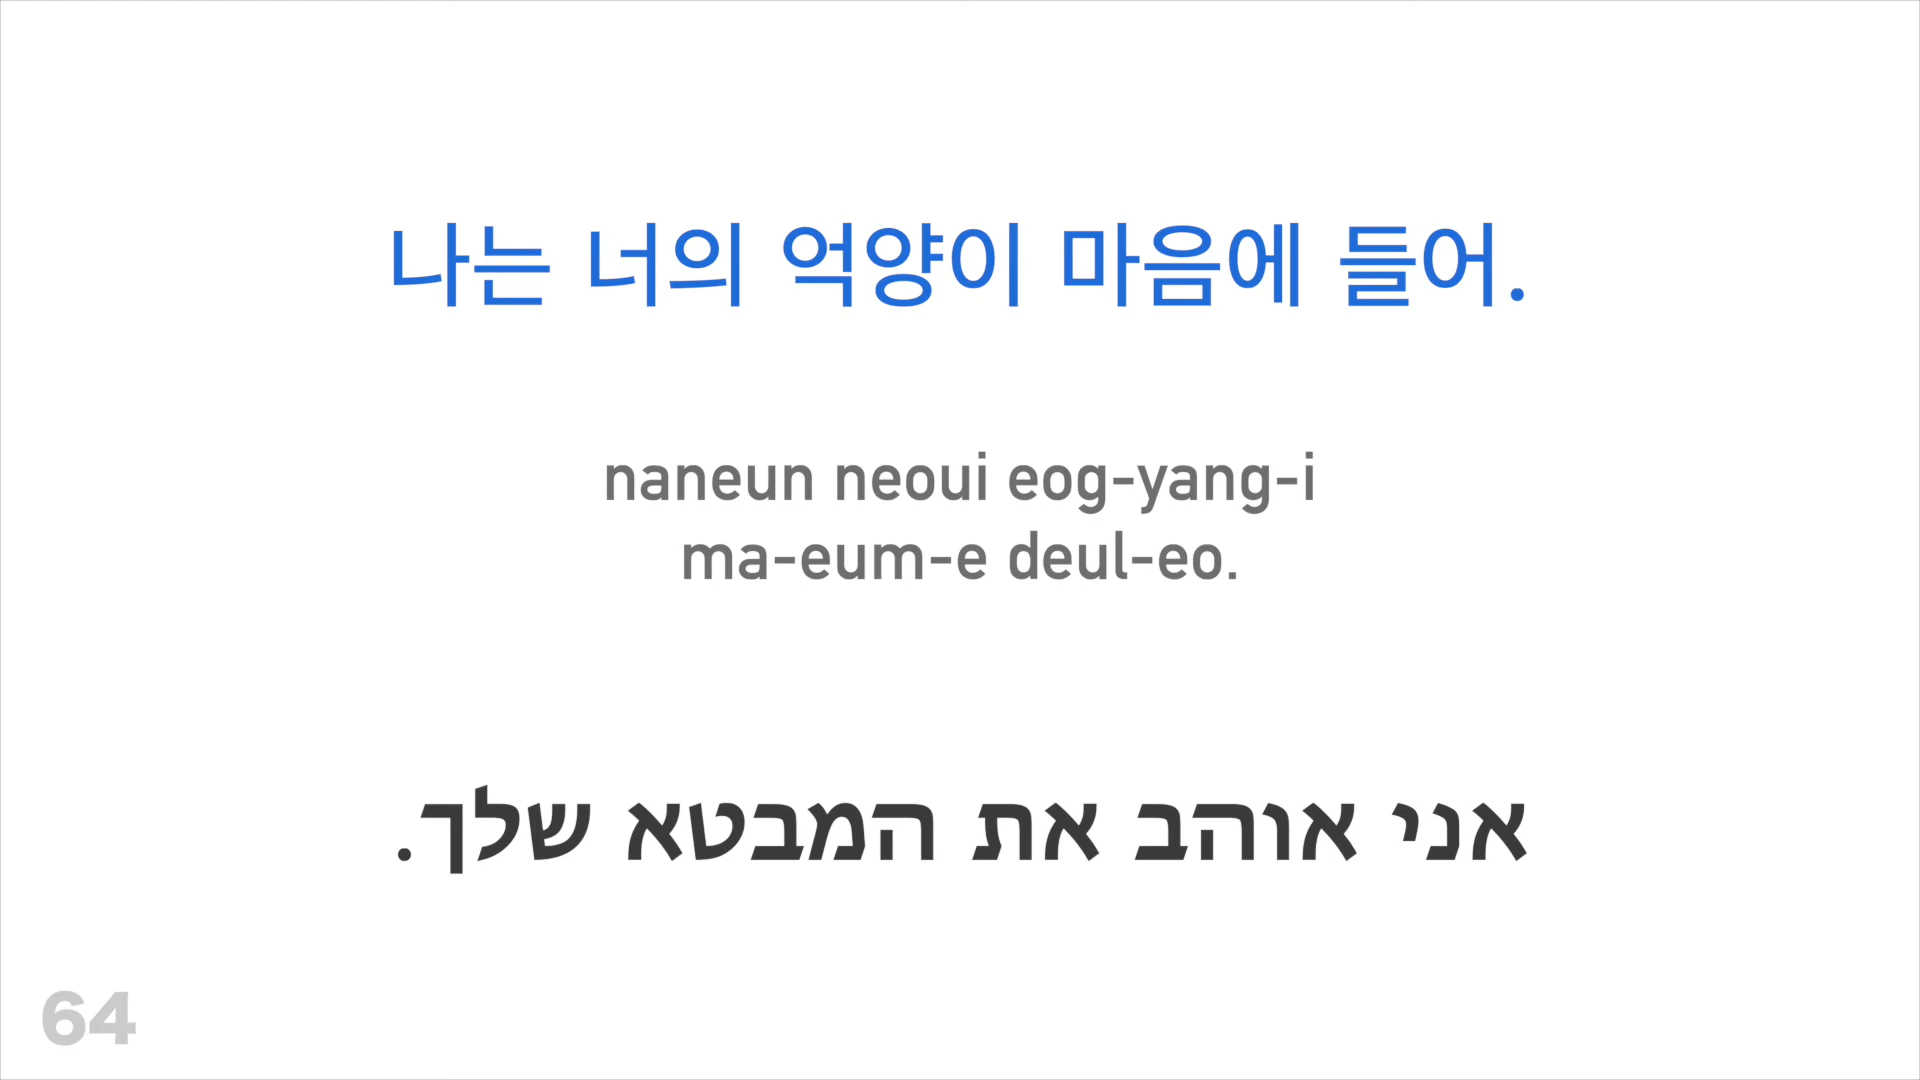 나는 너의 억양이 마음에 들어.
naneun neoui eog-yang-i
ma-eum-e deul-eo.
אני אוהב את המבטא שלך.
64